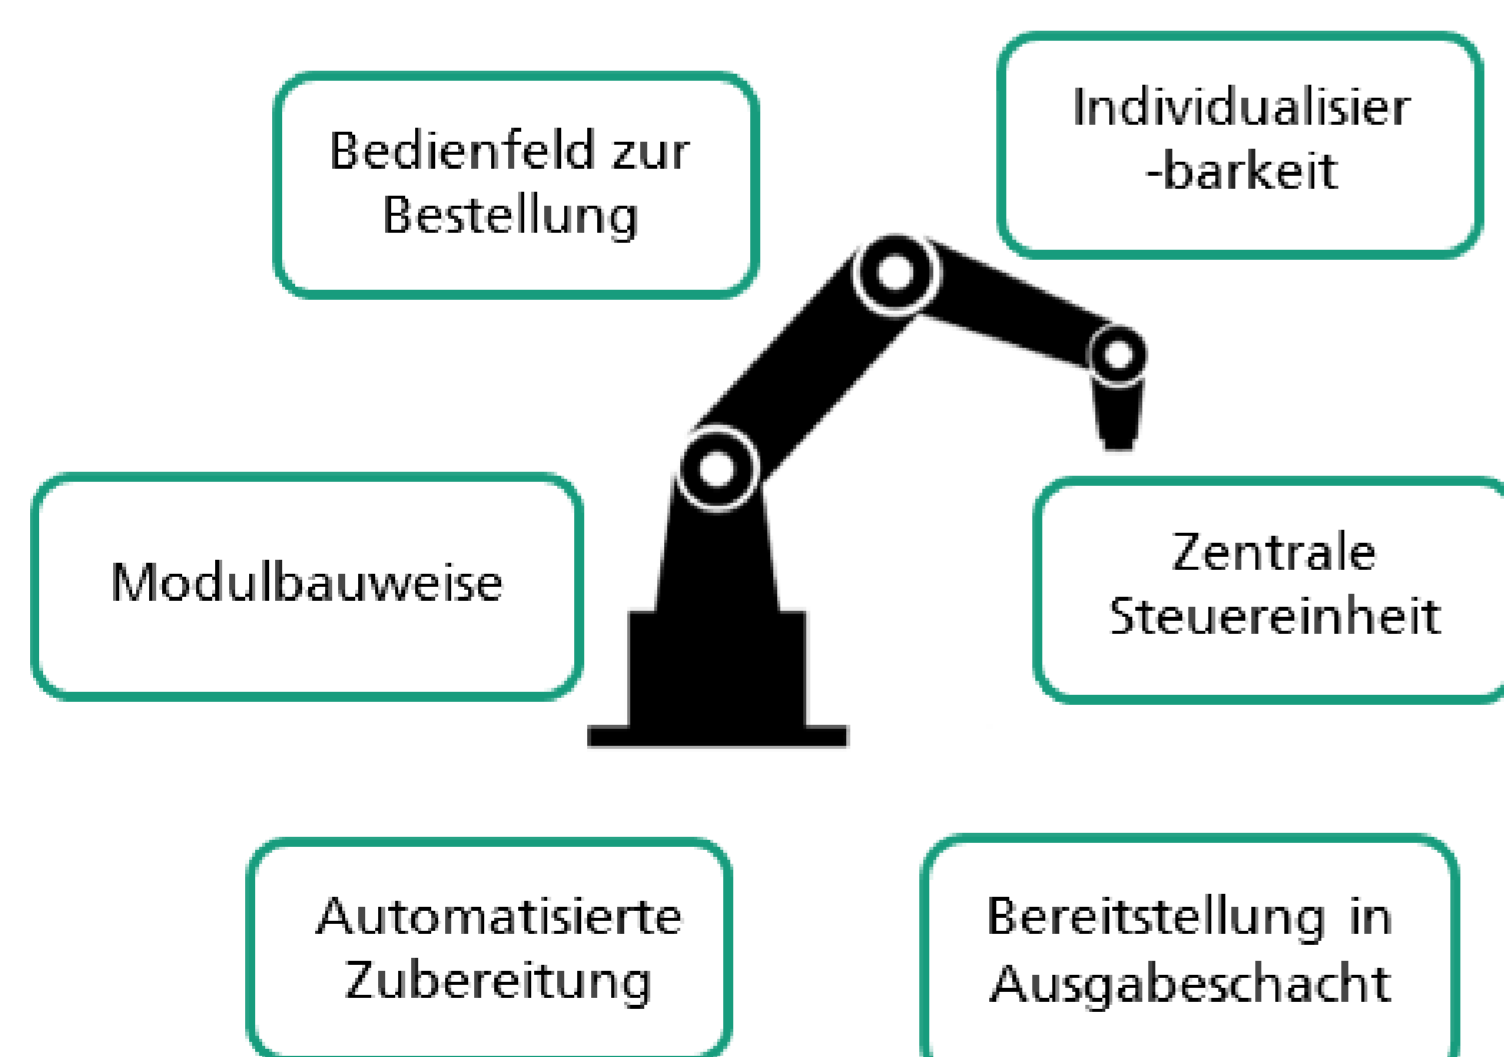 Bedienfeld zur
Bestellung
Individualisier
-barkeit
Modulbauweise
Zentrale
Steuereinheit
Automatisierte
Zubereitung
Bereitstellung in
Ausgabeschacht